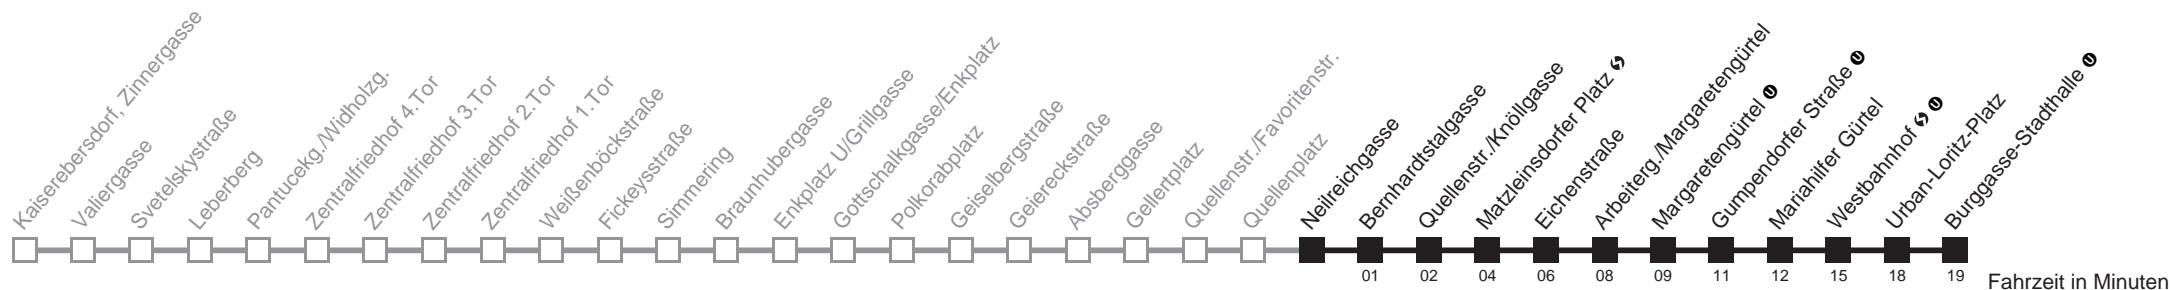 Kaiserebersdorf, Zinnergasse
Valiergasse
Svetelskystraße
Leberberg
Pantuckg./Widholzg.
Zentralfriedhof 4.Tor
Zentralfriedhof 3.Tor
Zentralfriedhof 2.Tor
Zentralfriedhof 1.Tor
Weißenböckstraße
Fickeysstraße
Simmering
Braunhubergasse
Enkplatz U/Grillgasse
Gottschalkgasse/Enkplatz
Polkorabplatz
Geiselbergstraße
Geiereckstraße
Absberggasse
Gellertplatz
Quellenstr./Favoritenstr.
Quellenplatz
Neilreichgasse
Bernhardtstalgasse
Quellenstr./Knöllgasse
Matzleinsdorfer Platz
Eichenstraße
Arbeiterg./Margaretengürtel
Margaretengürtel U
Gumpendorfer Straße U
Mariahilfer Gürtel
Westbahnhof U
Urban-Loritz-Platz
Burggasse-Stadthalle U
01 02 04 06 08 09 11 12 15 18 19 Fahrzeit in Minuten